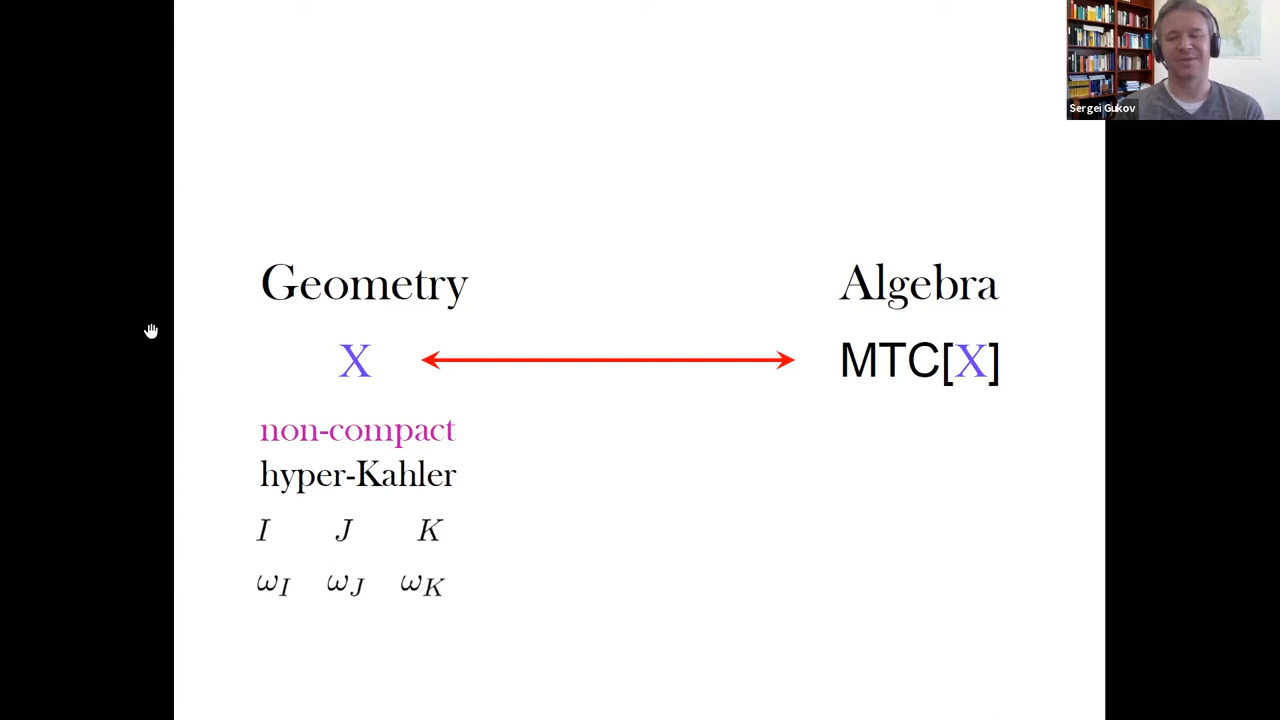 Sergei Gukov
Geometry Algebra
X MTC[X]
non-compact
hyper-Kahler
I J K
ω_I ω_J ω_K